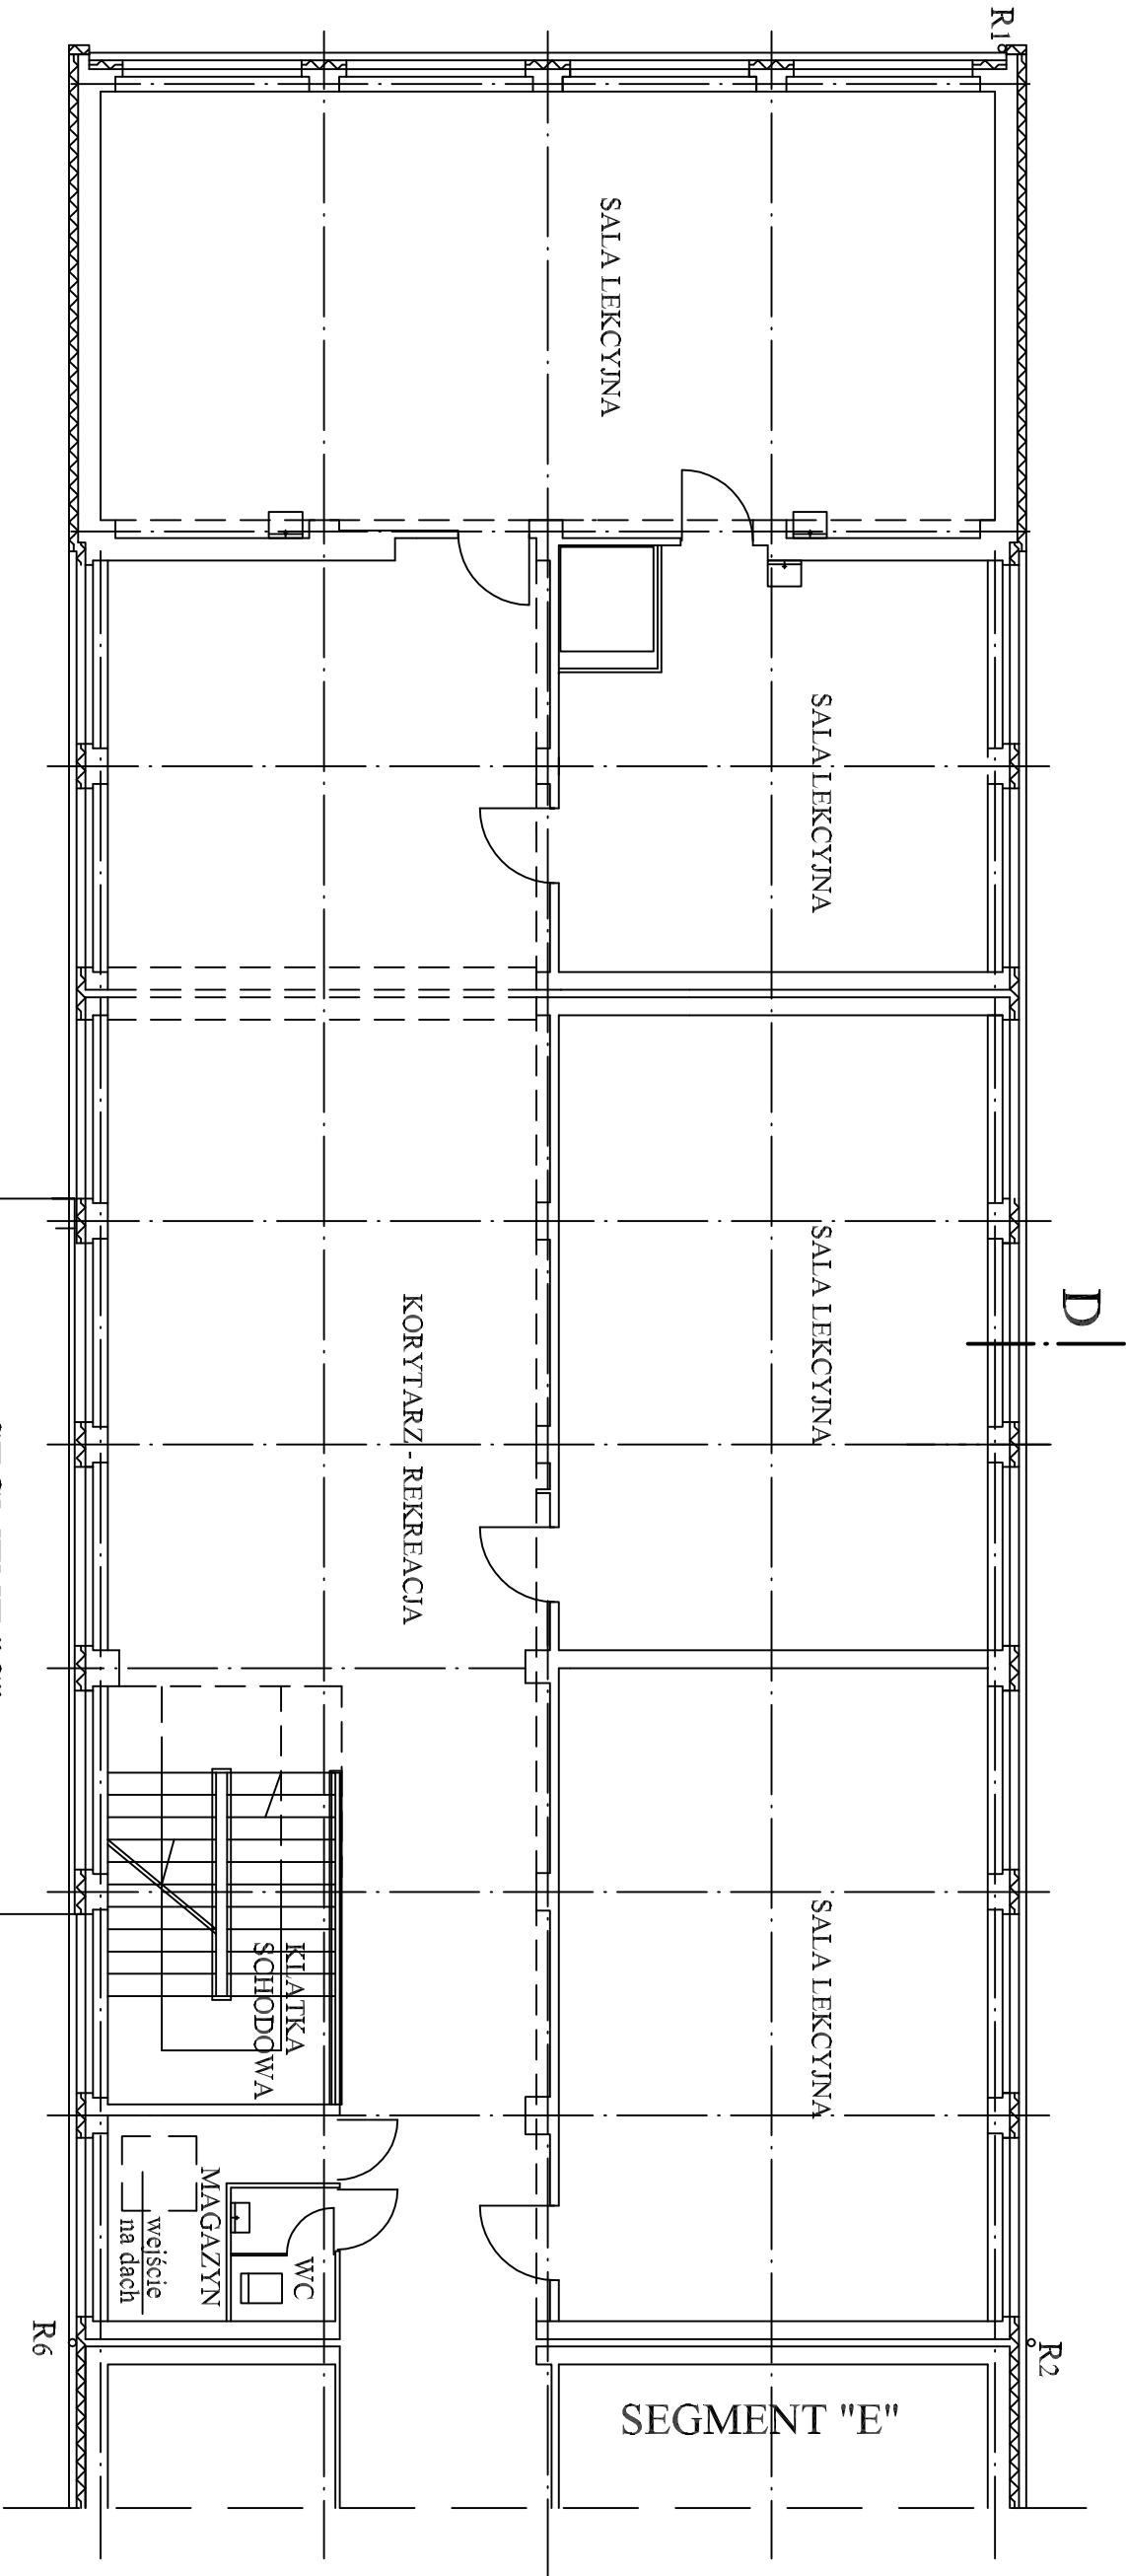 R1
SALA LEKCYJNA
SALA LEKCYJNA
SALA LEKCYJNA
D
KORYTARZ - REKREACJA
SALA LEKCYJNA
KLATKA
SCHODOWA
MAGAZYN
wejście
na dach
WC
R6
R2
SEGMENT "E"